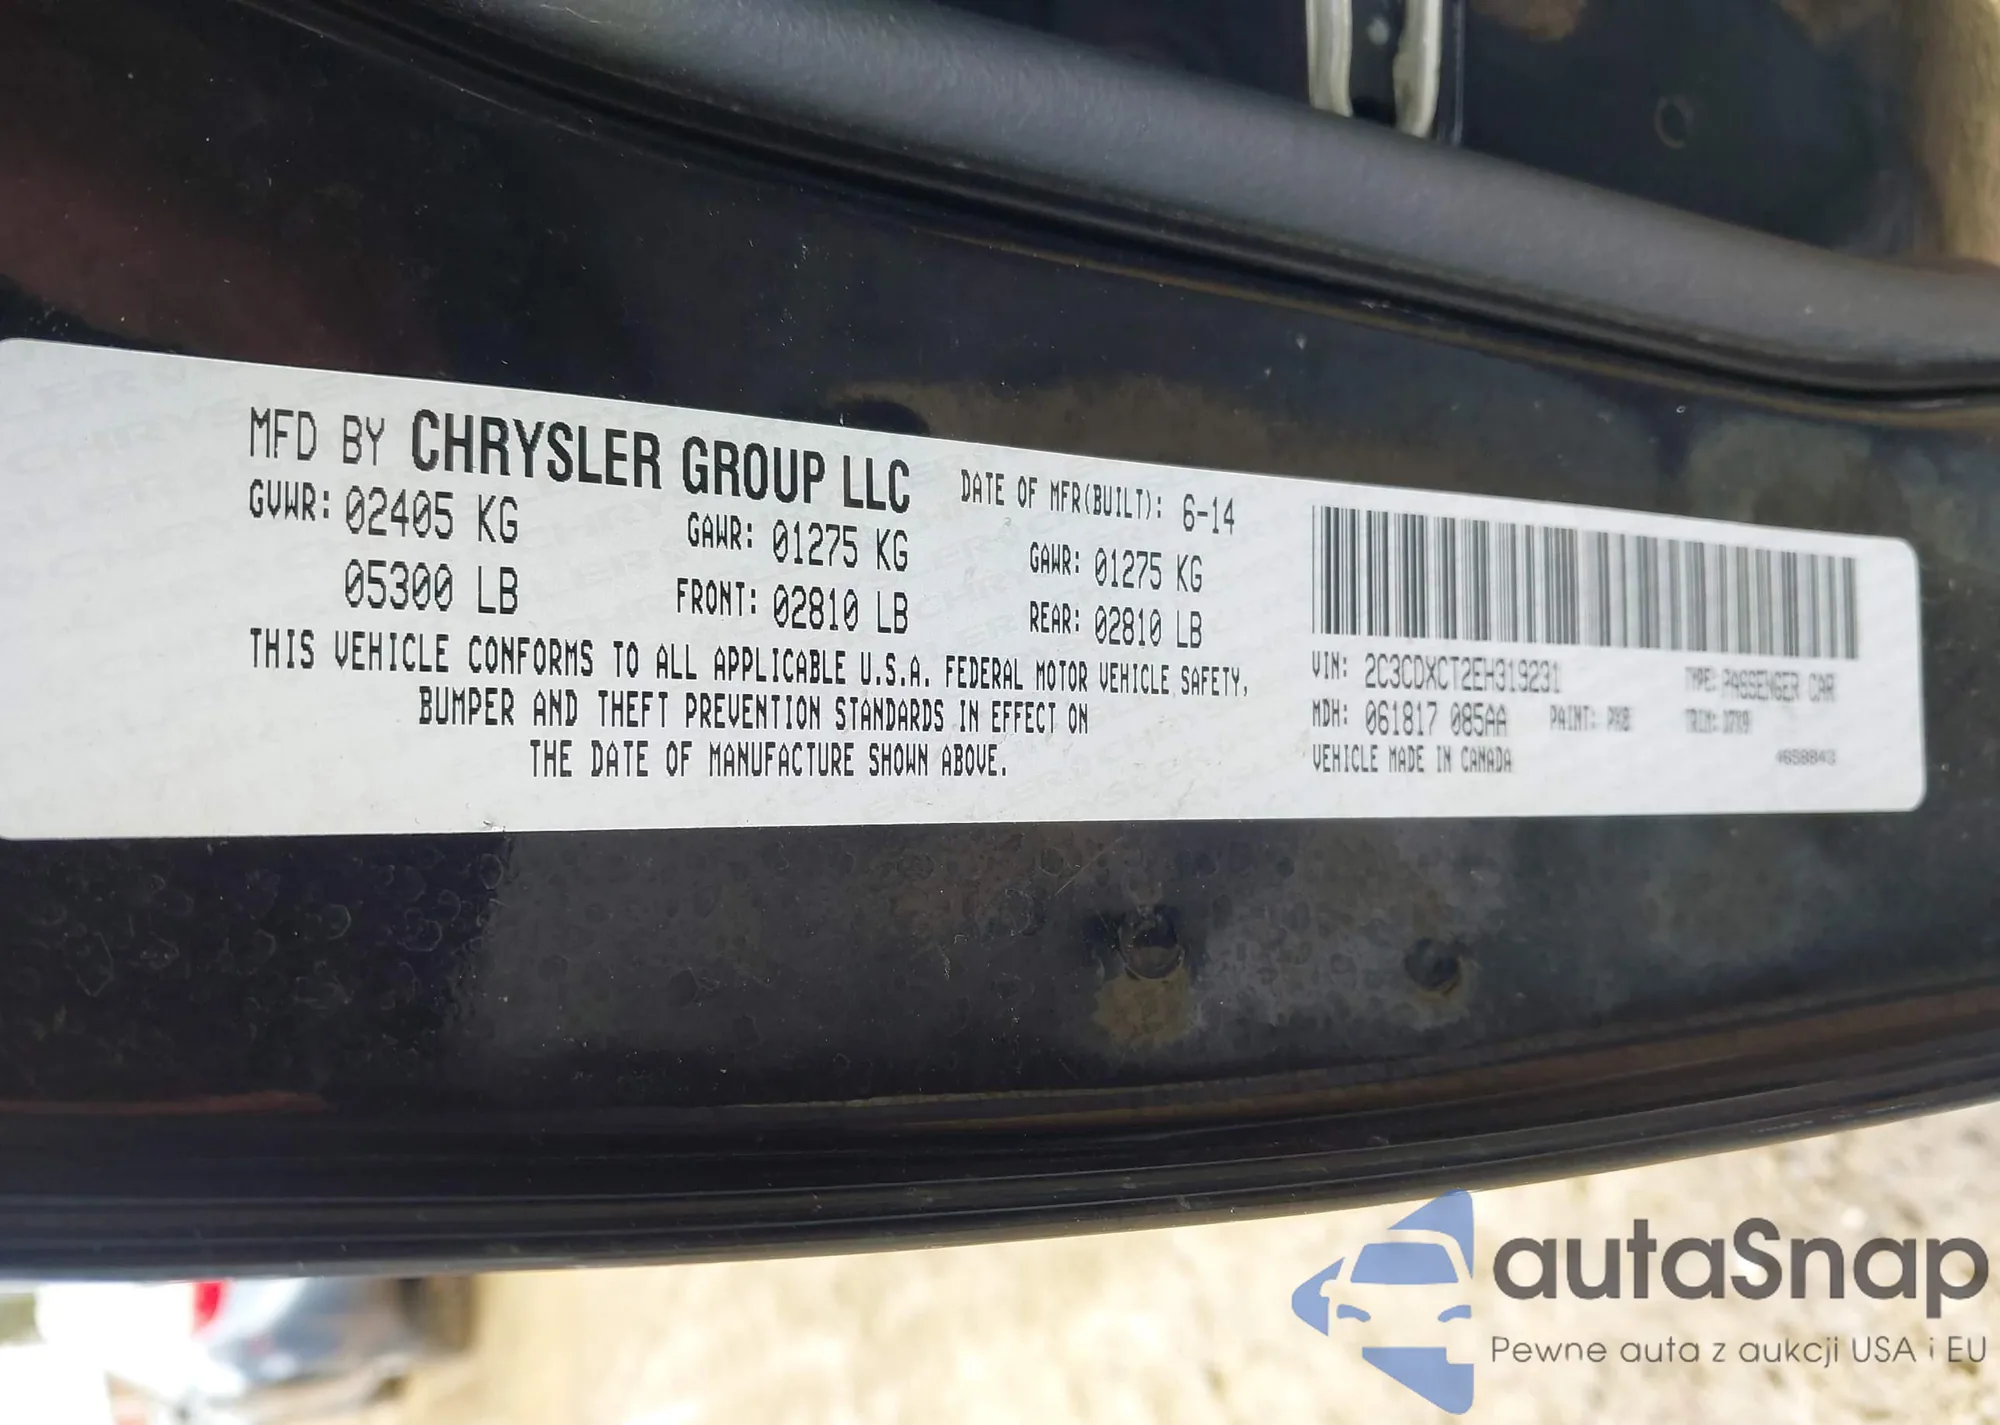 MFD BY CHRYSLER GROUP LLC DATE OF MFR(BUILT): 6-14
GVWR: 02405 KG GAWR: 01275 KG GAWR: 01275 KG
05300 LB FRONT: 02810 LB REAR: 02810 LB
THIS VEHICLE CONFORMS TO ALL APPLICABLE U.S.A. FEDERAL MOTOR VEHICLE SAFETY,
BUMPER AND THEFT PREVENTION STANDARDS IN EFFECT ON
THE DATE OF MANUFACTURE SHOWN ABOVE.
VIN: 2C3CDXCT2EH319231 TYPE: PASSENGER CAR
MDH: 061817 085AA PAINT: PX8 TRIM:
VEHICLE MADE IN CANADA
autaSnap
Pewne auta z aukcji USA i EU